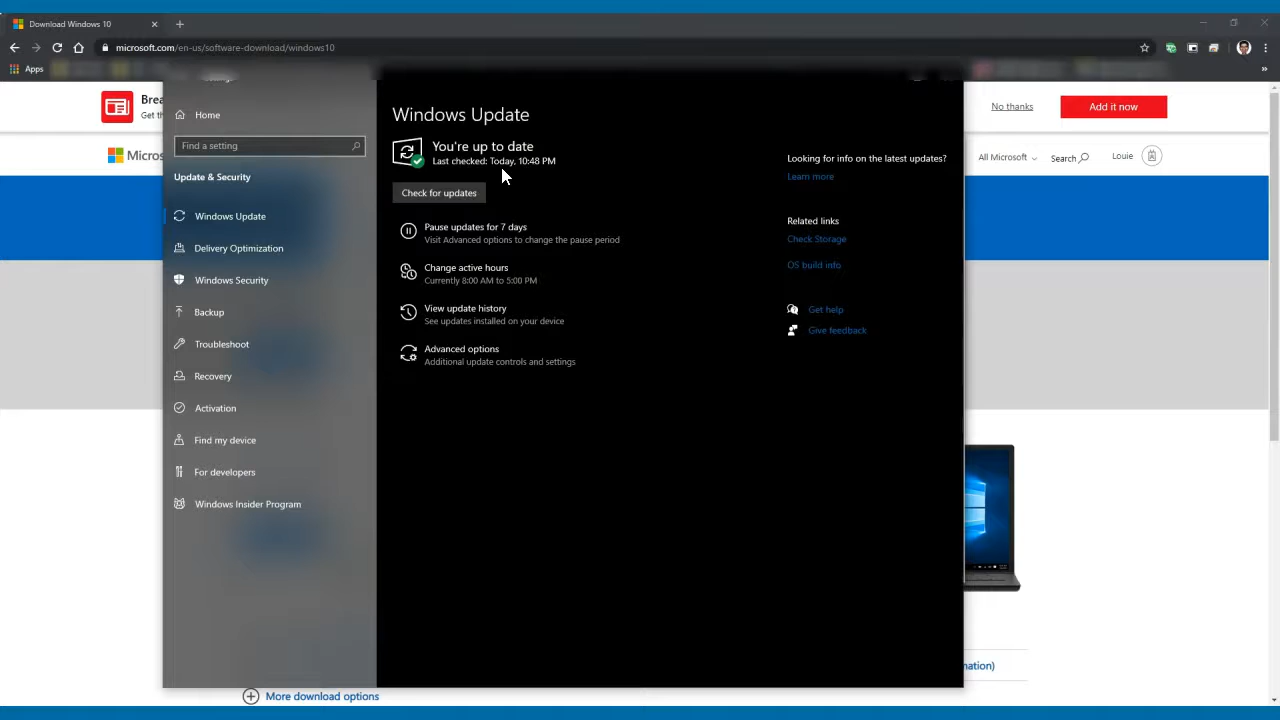 Download Windows 10
microsoft.com/en-us/software-download/windows10
Apps
Brea
Get th
No thanks
Add it now
Micros
All Microsoft
Search
Louie
Home
Find a setting
Update & Security
Windows Update
Delivery Optimization
Windows Security
Backup
Troubleshoot
Recovery
Activation
Find my device
For developers
Windows Insider Program
Windows Update
You're up to date
Last checked: Today, 10:48 PM
Check for updates
Pause updates for 7 days
Visit Advanced options to change the pause period
Change active hours
Currently 8:00 AM to 5:00 PM
View update history
See updates installed on your device
Advanced options
Additional update controls and settings
Looking for info on the latest updates?
Learn more
Related links
Check Storage
OS build info
Get help
Give feedback
mation)
More download options